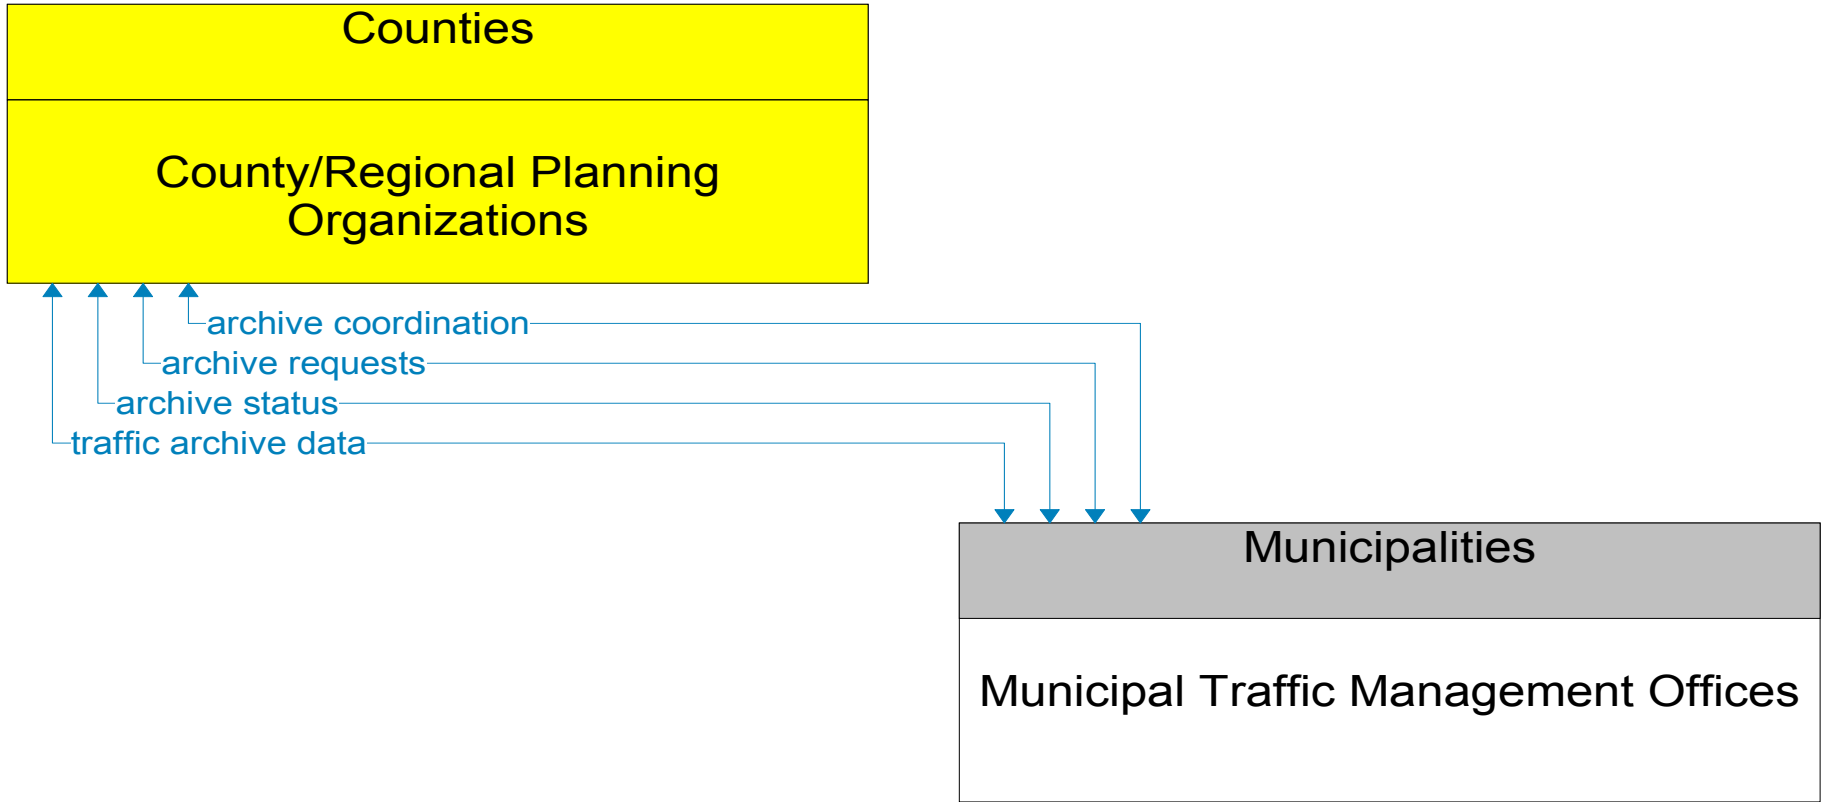 Counties
County/Regional Planning
Organizations
archive coordination
archive requests
archive status
traffic archive data
Municipalities
Municipal Traffic Management Offices